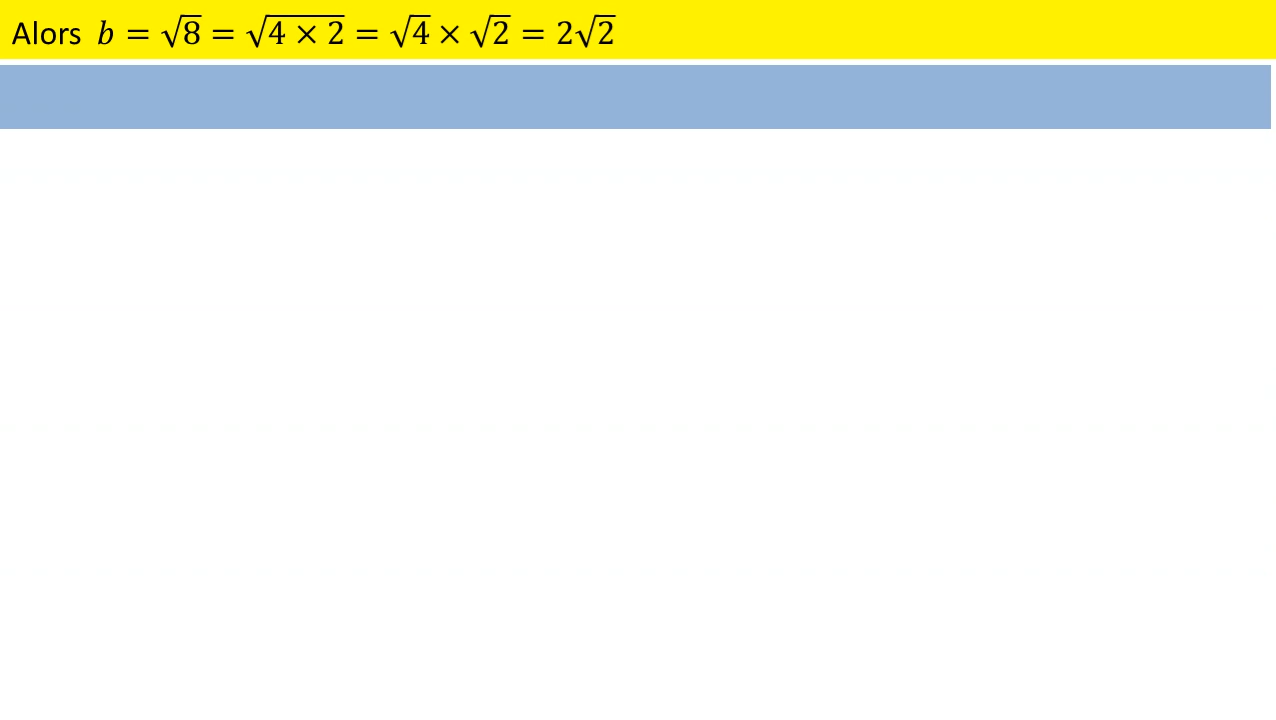 Alors b = √8 = √4 × 2 = √4 × √2 = 2√2